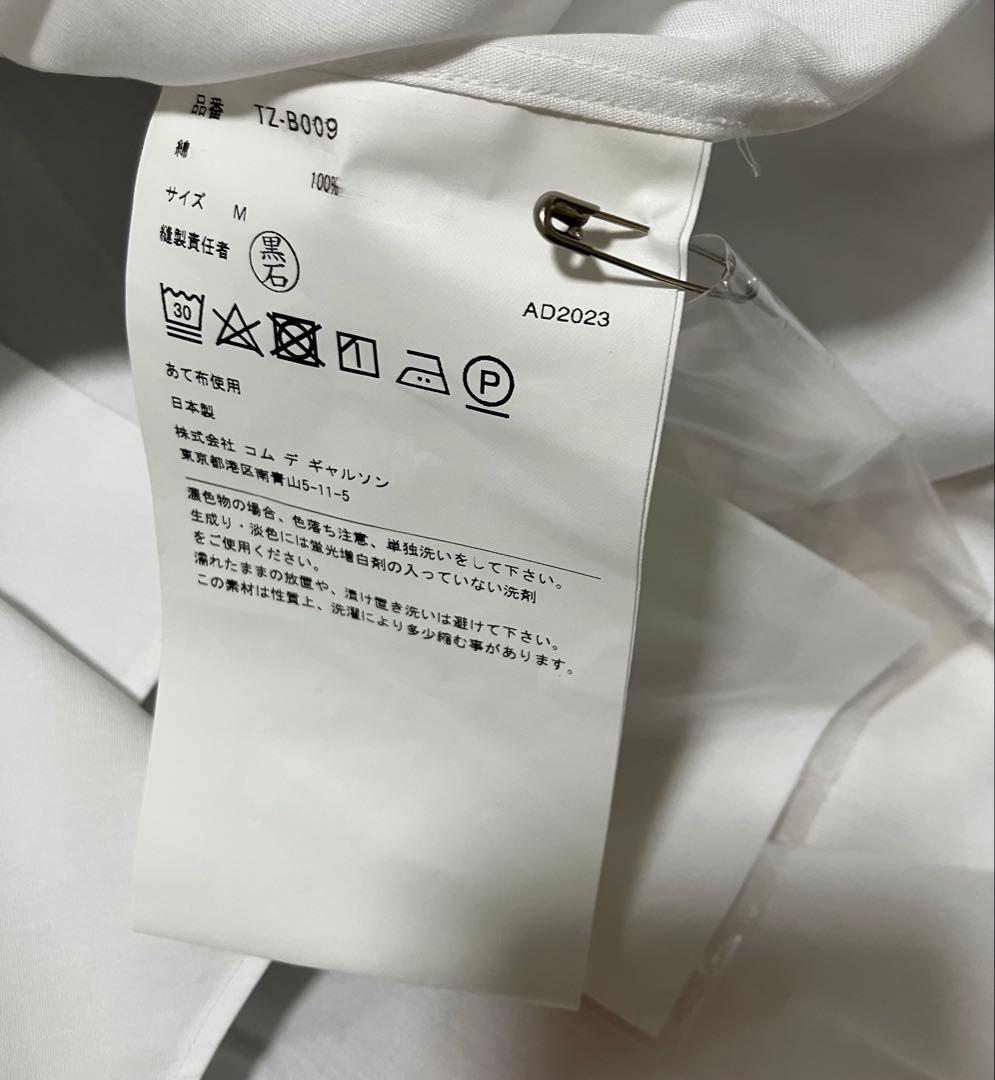 品番 TZ-B009
綿 100%
サイズ M
縫製責任者 黒石
AD2023
30
P
あて布使用
日本製
株式会社 コム デ ギャルソン
東京都港区南青山5-11-5
濃色物の場合、色落ち注意、単独洗いをして下さい。
生成り・淡色には蛍光増白剤の入っていない洗剤
をご使用ください。
濡れたままの放置や、漬け置き洗いは避けて下さい。
この素材は性質上、洗濯により多少縮む事があります。